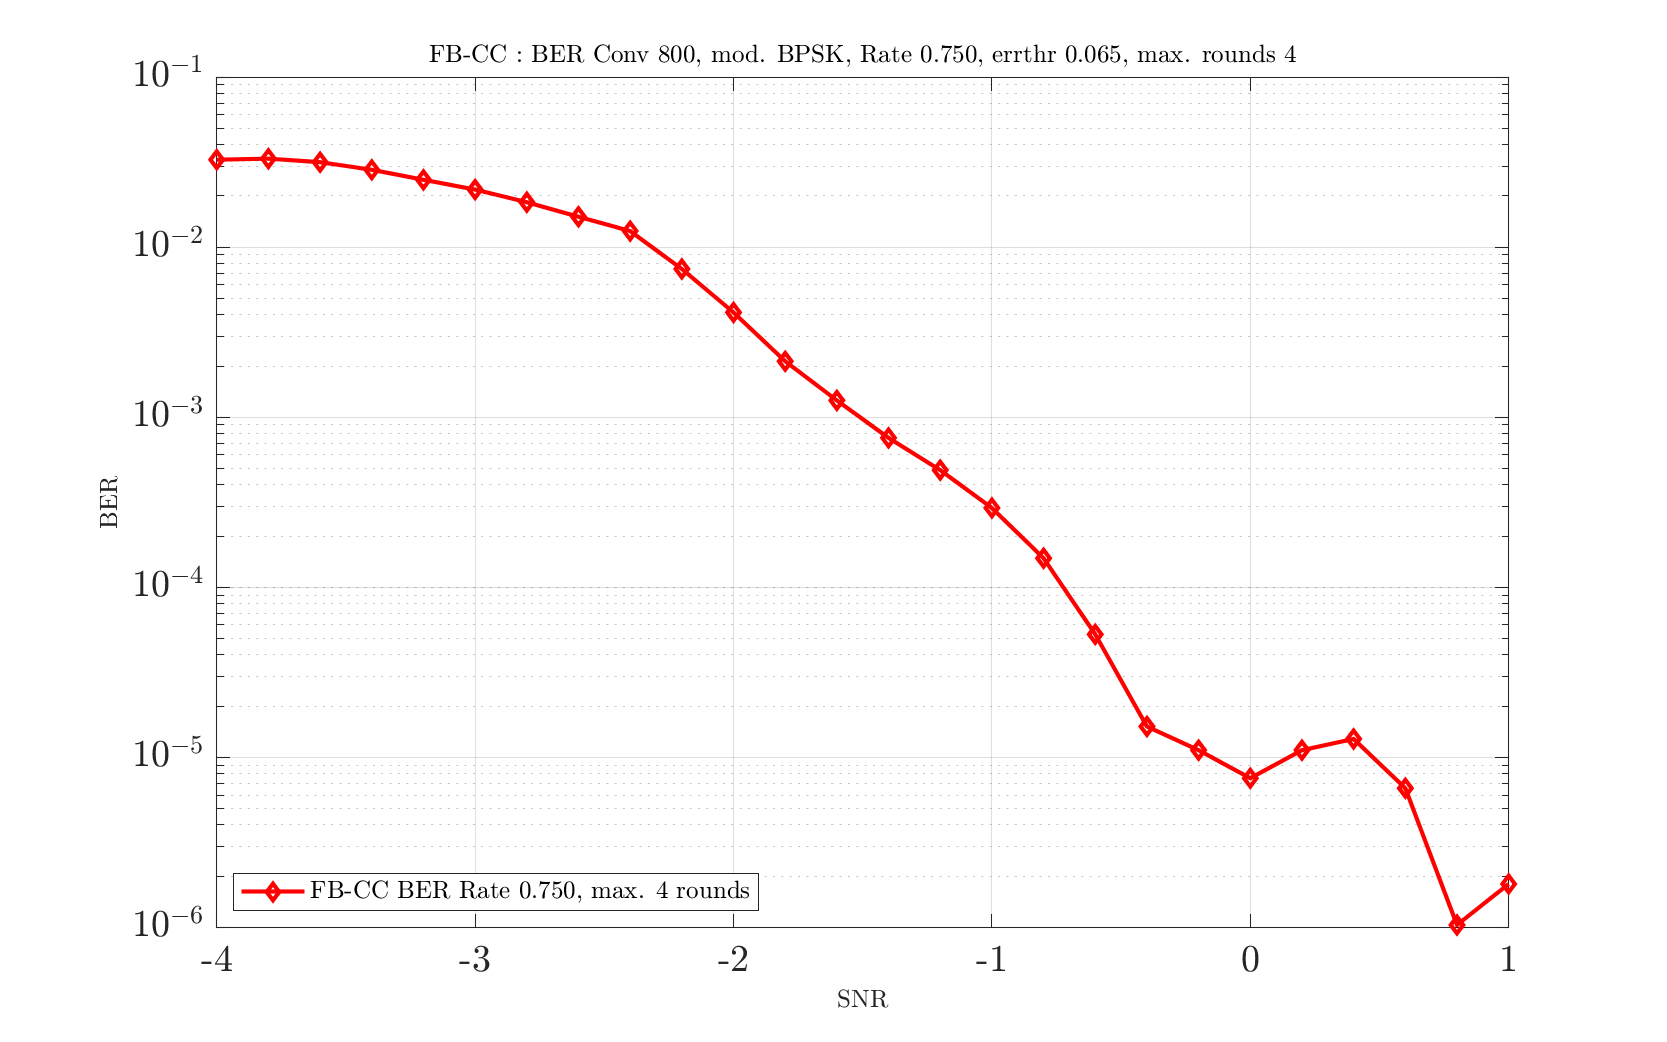 FB-CC : BER Conv 800, mod. BPSK, Rate 0.750, errthr 0.065, max. rounds 4
10⁻¹
10⁻²
10⁻³
10⁻⁴
10⁻⁵
10⁻⁶
BER
FB-CC BER Rate 0.750, max. 4 rounds
-4 -3 -2 -1 0 1
SNR